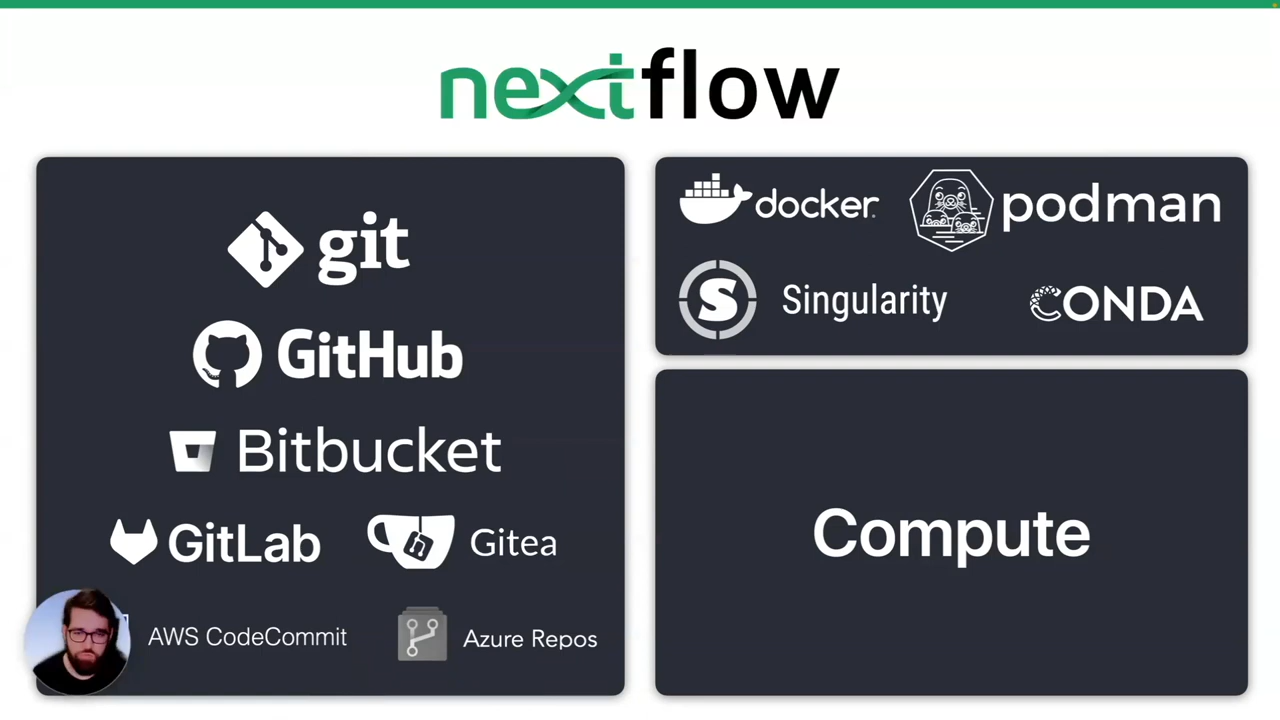 nextflow
git
GitHub
Bitbucket
GitLab
Gitea
AWS CodeCommit
Azure Repos
docker
podman
S Singularity
CONDA
Compute